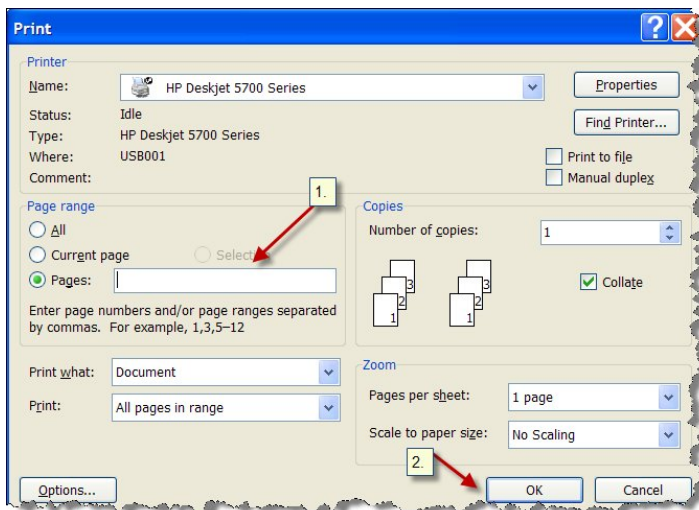 Print
Printer
Name: HP Deskjet 5700 Series Properties
Status: Idle
Type: HP Deskjet 5700 Series Find Printer...
Where: USB001 Print to file
Comment: Manual duplex
1.
Page range
All
Current page
Pages:
Enter page numbers and/or page ranges separated
by commas. For example, 1,3,5–12
Copies
Number of copies: 1
3 3
2 2
1 1
Collate
Print what: Document
Print: All pages in range
Zoom
Pages per sheet: 1 page
Scale to paper size: No Scaling
2.
Options... OK Cancel